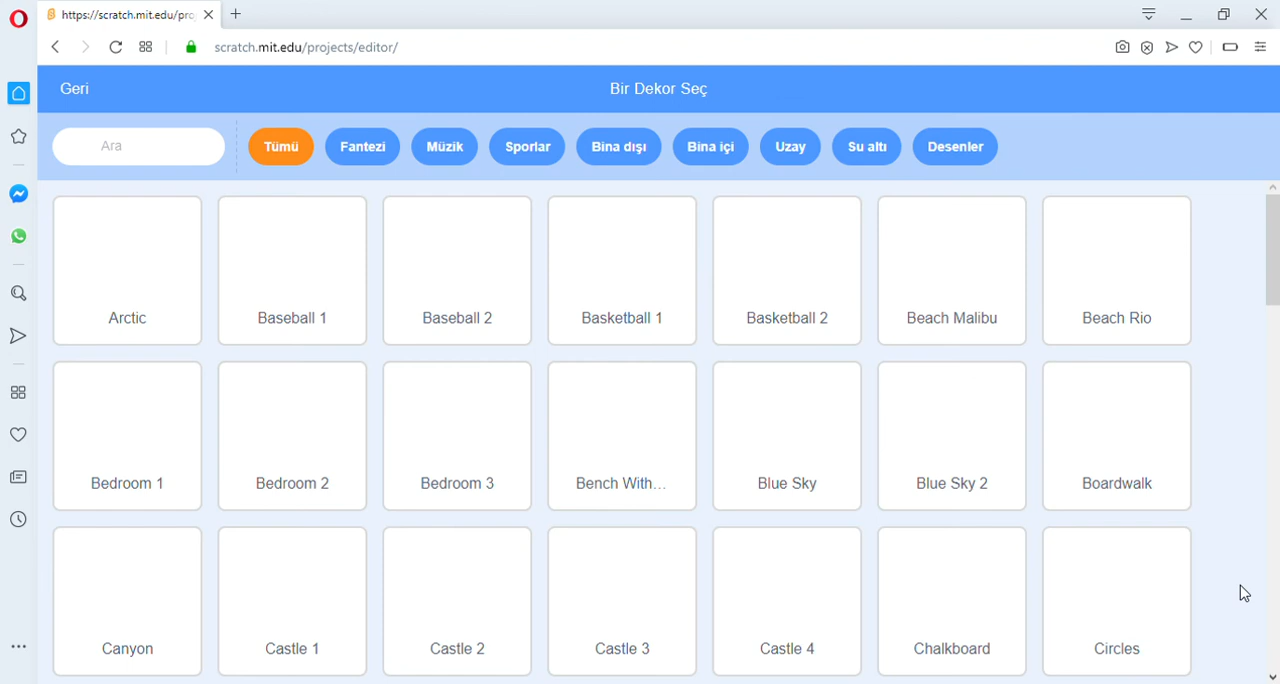 https://scratch.mit.edu/pro
scratch.mit.edu/projects/editor/
Geri
Bir Dekor Seç
Ara
Tümü
Fantezi
Müzik
Sporlar
Bina dışı
Bina içi
Uzay
Su altı
Desenler
Arctic
Baseball 1
Baseball 2
Basketball 1
Basketball 2
Beach Malibu
Beach Rio
Bedroom 1
Bedroom 2
Bedroom 3
Bench With...
Blue Sky
Blue Sky 2
Boardwalk
Canyon
Castle 1
Castle 2
Castle 3
Castle 4
Chalkboard
Circles